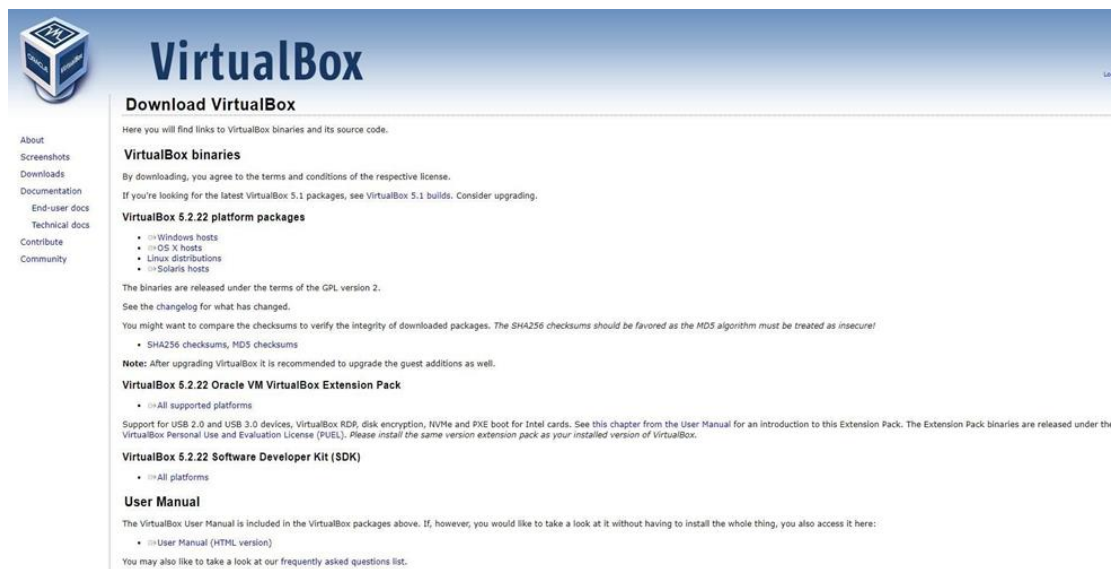 VirtualBox
Download VirtualBox
Here you will find links to VirtualBox binaries and its source code.
About
Screenshots
Downloads
Documentation
End-user docs
Technical docs
Contribute
Community
VirtualBox binaries
By downloading, you agree to the terms and conditions of the respective license.
If you're looking for the latest VirtualBox 5.1 packages, see VirtualBox 5.1 builds. Consider upgrading.
VirtualBox 5.2.22 platform packages
Windows hosts
OS X hosts
Linux distributions
Solaris hosts
The binaries are released under the terms of the GPL version 2.
See the changelog for what has changed.
You might want to compare the checksums to verify the integrity of downloaded packages. The SHA256 checksums should be favored as the MD5 algorithm must be treated as insecure!
SHA256 checksums, MD5 checksums
Note: After upgrading VirtualBox it is recommended to upgrade the guest additions as well.
VirtualBox 5.2.22 Oracle VM VirtualBox Extension Pack
All supported platforms
Support for USB 2.0 and USB 3.0 devices, VirtualBox RDP, disk encryption, NVMe and PXE boot for Intel cards. See this chapter from the User Manual for an introduction to this Extension Pack. The Extension Pack binaries are released under the
VirtualBox Personal Use and Evaluation License (PUEL). Please install the same version extension pack as your installed version of VirtualBox.
VirtualBox 5.2.22 Software Developer Kit (SDK)
All platforms
User Manual
The VirtualBox User Manual is included in the VirtualBox packages above. If, however, you would like to take a look at it without having to install the whole thing, you also access it here:
User Manual (HTML version)
You may also like to take a look at our frequently asked questions list.